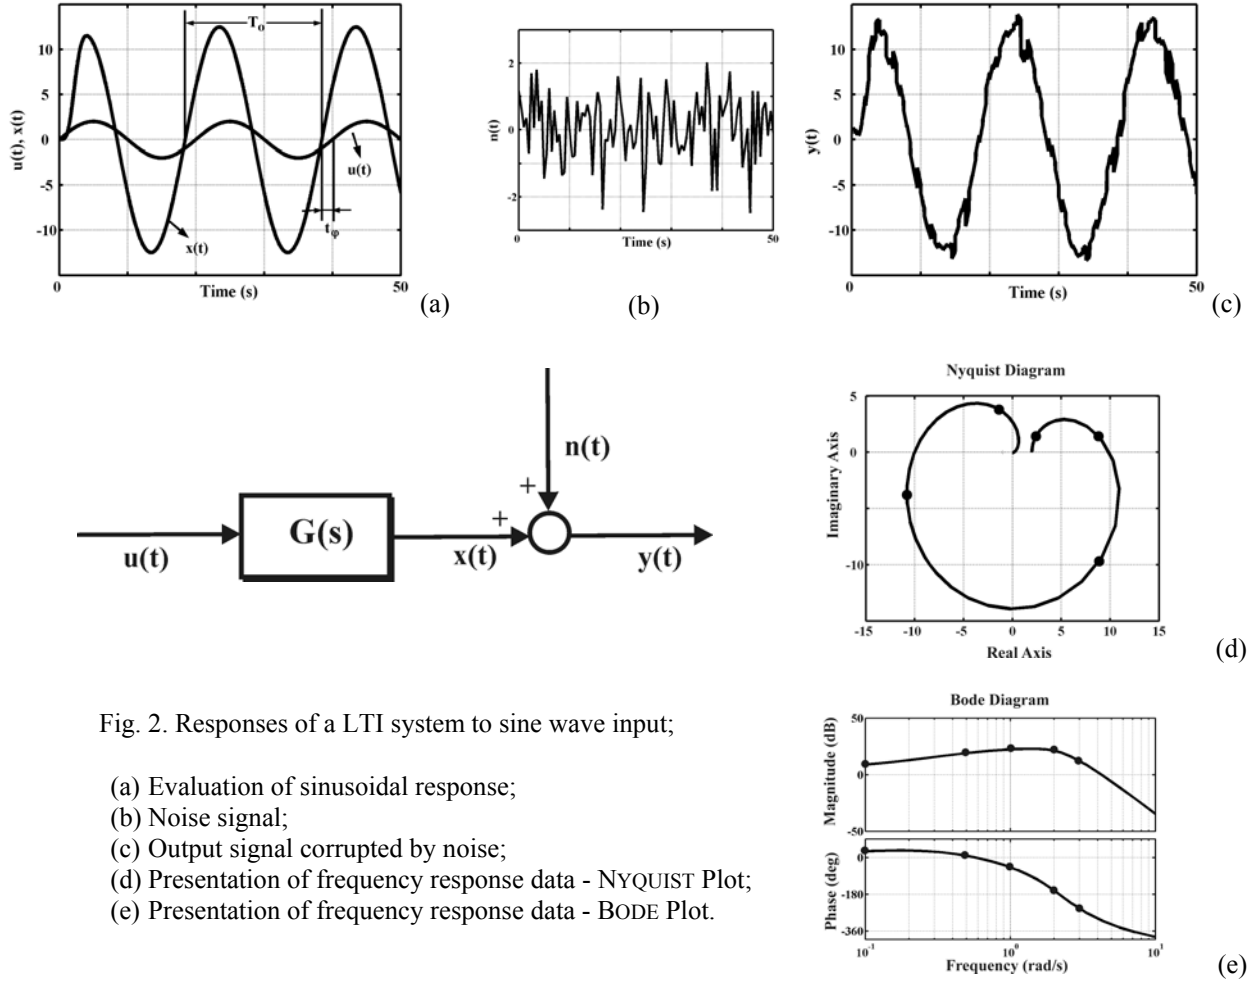 T₀
u(t), x(t)
10
5
0
-5
-10
u(t)
x(t)
tφ
0
50
Time (s)
(a)
n(t)
2
0
-2
0
50
Time (s)
(b)
y(t)
10
5
0
-5
-10
0
50
Time (s)
(c)
n(t)
+
+
G(s)
u(t)
x(t)
y(t)
Nyquist Diagram
Imaginary Axis
5
0
-10
-15
-10
-5
0
5
10
15
Real Axis
(d)
Fig. 2. Responses of a LTI system to sine wave input;
(a) Evaluation of sinusoidal response;
(b) Noise signal;
(c) Output signal corrupted by noise;
(d) Presentation of frequency response data - NYQUIST Plot;
(e) Presentation of frequency response data - BODE Plot.
Bode Diagram
Magnitude (dB)
50
0
-50
Phase (deg)
0
-180
-360
10⁻¹
10⁰
10¹
Frequency (rad/s)
(e)